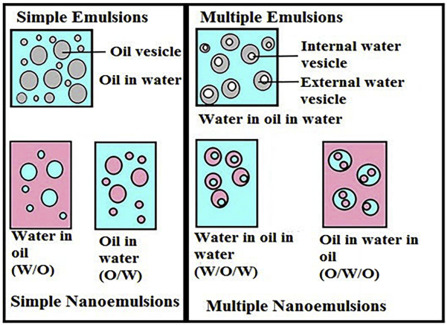 Simple Emulsions
Oil vesicle
Oil in water
Water in
oil
(W/O)
Oil in
water
(O/W)
Simple Nanoemulsions
Multiple Emulsions
Internal water
vesicle
External water
vesicle
Water in oil in water
Water in oil in
water
(W/O/W)
Oil in water in
oil
(O/W/O)
Multiple Nanoemulsions